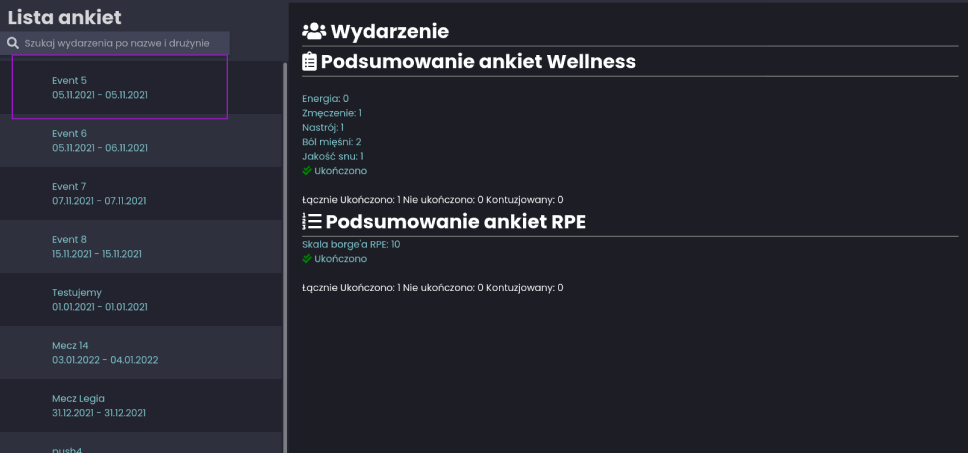 Lista ankiet
Szukaj wydarzenia po nazwe i drużynie
Event 5
05.11.2021 - 05.11.2021
Event 6
05.11.2021 - 06.11.2021
Event 7
07.11.2021 - 07.11.2021
Event 8
15.11.2021 - 15.11.2021
Testujemy
01.01.2021 - 01.01.2021
Mecz 14
03.01.2022 - 04.01.2022
Mecz Legia
31.12.2021 - 31.12.2021
push4
Wydarzenie
Podsumowanie ankiet Wellness
Energia: 0
Zmęczenie: 1
Nastrój: 1
Ból mięśni: 2
Jakość snu: 1
Ukończono
Łącznie Ukończono: 1 Nie ukończono: 0 Kontuzjowany: 0
Podsumowanie ankiet RPE
Skala borge'a RPE: 10
Ukończono
Łącznie Ukończono: 1 Nie ukończono: 0 Kontuzjowany: 0